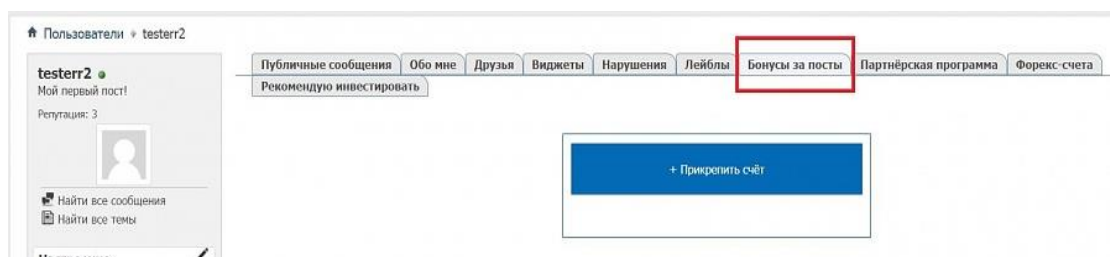 Пользователи testerr2
testerr2
Мой первый пост!
Репутация: 3
Найти все сообщения
Найти все темы
Публичные сообщения Обо мне Друзья Виджеты Нарушения Лейблы Бонусы за посты Партнёрская программа Форекс-счета
Рекомендую инвестировать
+ Прикрепить счёт